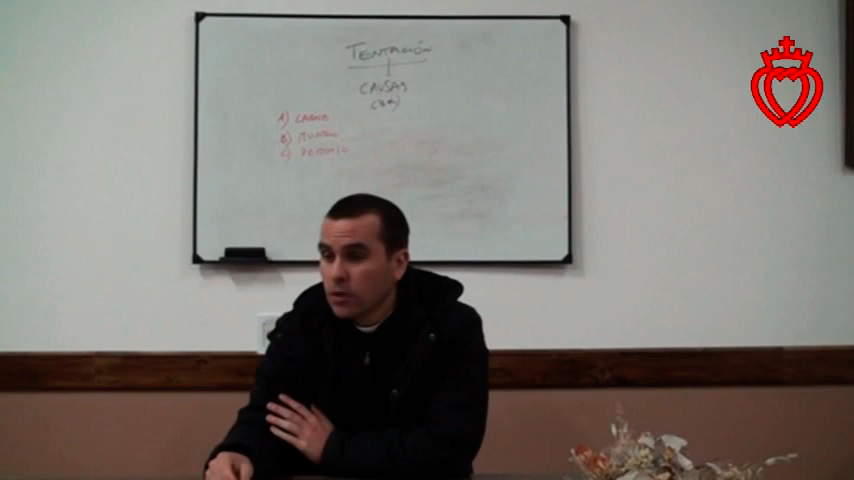 TENTACIÓN
CAUSAS
A) CARNE
B) MUNDO
C) DEMONIO